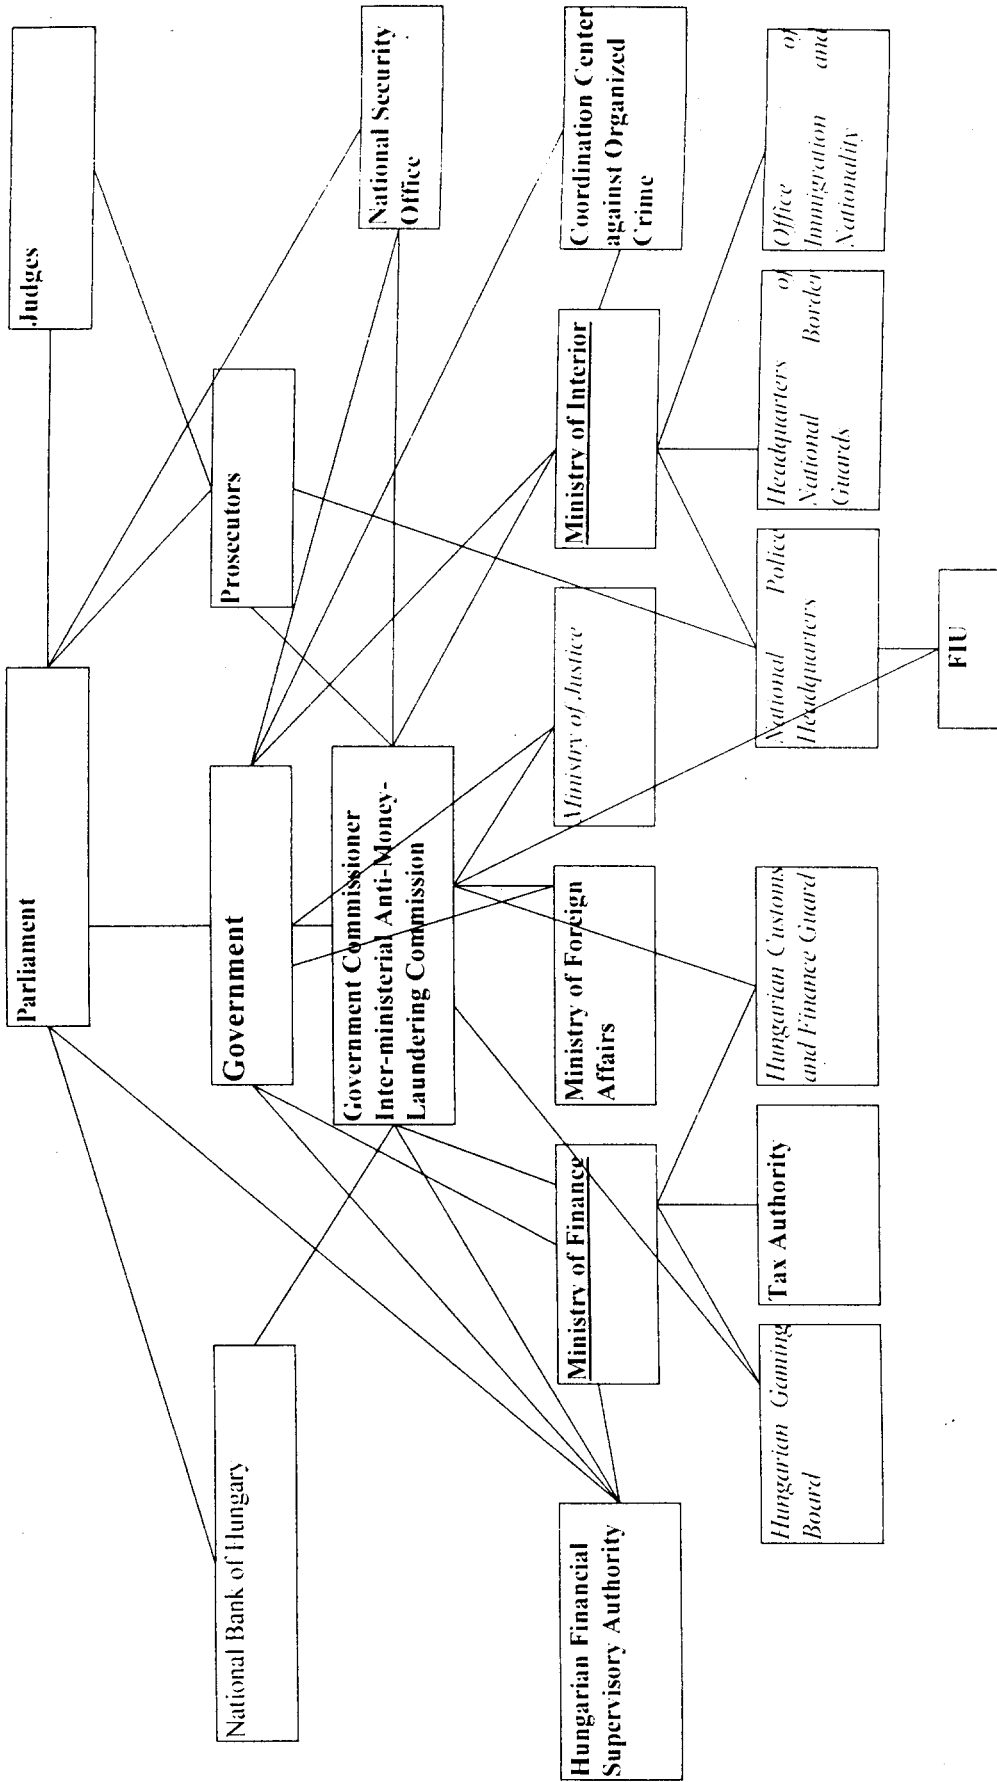 Parliament
Judges
National Bank of Hungary
Government
Prosecutors
Government Commissioner
Inter-ministerial Anti-Money-
Laundering Commission
National Security
Office
Hungarian Financial
Supervisory Authority
Ministry of Finance
Ministry of Foreign
Affairs
Ministry of Justice
Ministry of Interior
Coordination Center
against Organized
Crime
Hungarian Gaming
Board
Tax Authority
Hungarian Customs
and Finance Guard
National Police
Headquarters
Headquarters of
National Border
Guards
Office of
Immigration and
Nationality
FIU